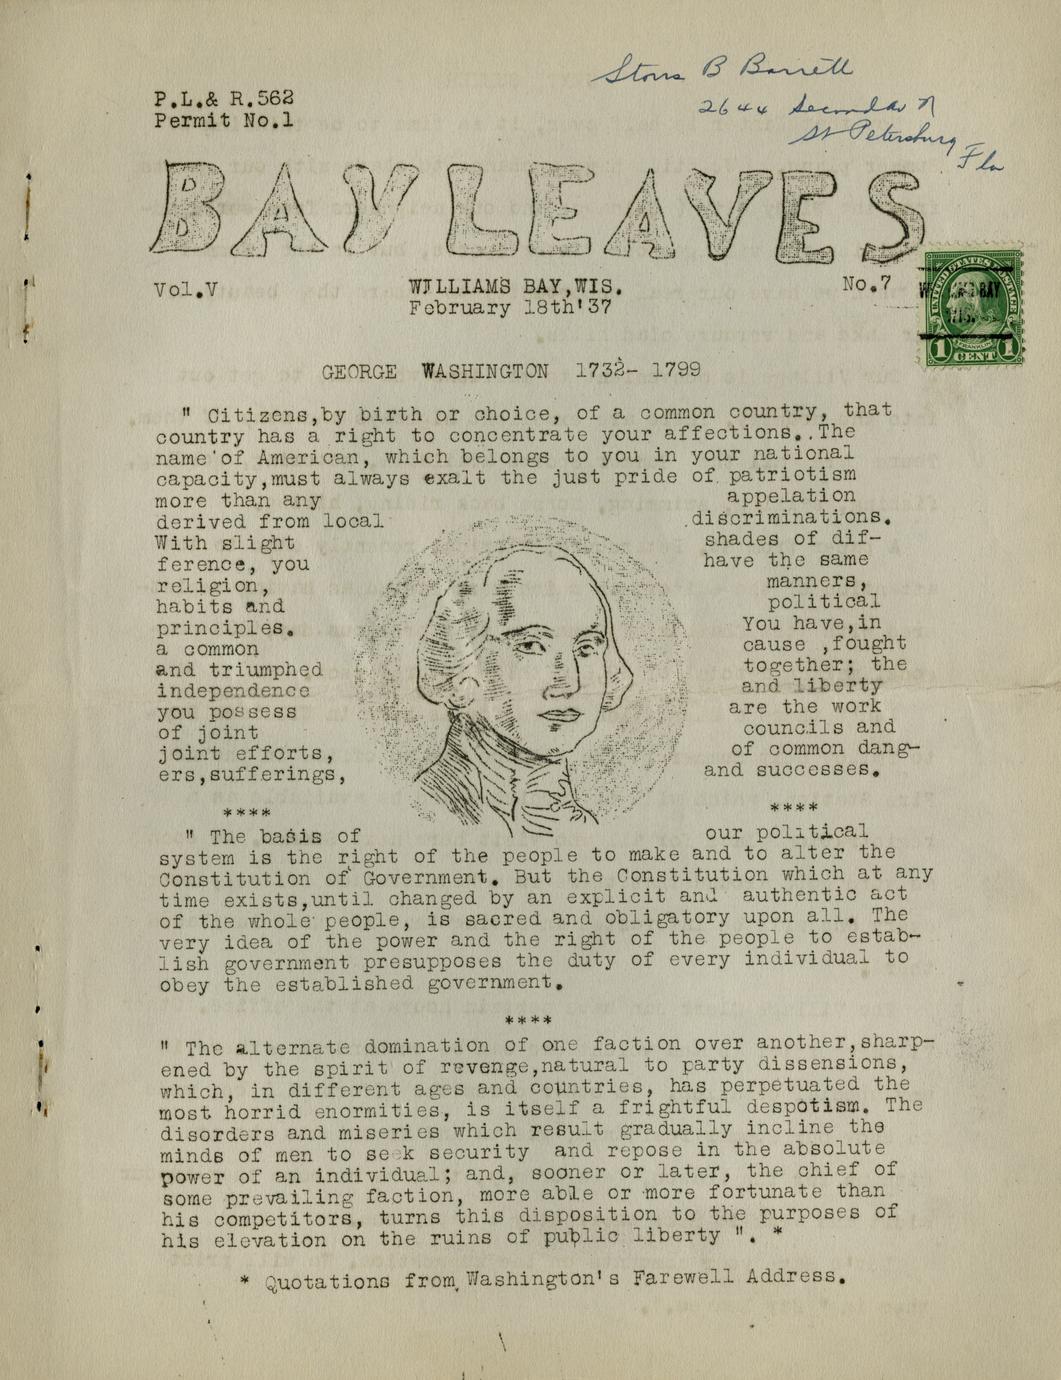 Storrs B Barrett
2644 Second Av N
St Petersburg
Fla
P.L.& R.562
Permit No.1
BAY LEAVES
Vol.V WILLIAMS BAY,WIS. No.7
February 18th'37
UNITED STATES POSTAGE
W MS BAY
WIS.
FRANKLIN
1 CENT 1
GEORGE WASHINGTON 1732- 1799
" Citizens,by birth or choice, of a common country, that
country has a right to concentrate your affections..The
name of American, which belongs to you in your national
capacity,must always exalt the just pride of patriotism
more than any appelation
derived from local discriminations.
With slight shades of dif-
ference, you have the same
religion, manners,
habits and political
principles. You have,in
a common cause ,fought
and triumphed together; the
independence and liberty
you possess are the work
of joint councils and
joint efforts, of common dang-
ers,sufferings, and successes.
**** ****
" The basis of our political
system is the right of the people to make and to alter the
Constitution of Government. But the Constitution which at any
time exists,until changed by an explicit and authentic act
of the whole people, is sacred and obligatory upon all. The
very idea of the power and the right of the people to estab-
lish government presupposes the duty of every individual to
obey the established government.
****
" The alternate domination of one faction over another,sharp-
ened by the spirit of revenge,natural to party dissensions,
which, in different ages and countries, has perpetuated the
most horrid enormities, is itself a frightful despotism. The
disorders and miseries which result gradually incline the
minds of men to seek security and repose in the absolute
power of an individual; and, sooner or later, the chief of
some prevailing faction, more able or more fortunate than
his competitors, turns this disposition to the purposes of
his elevation on the ruins of public liberty ". *
* Quotations from Washington's Farewell Address.